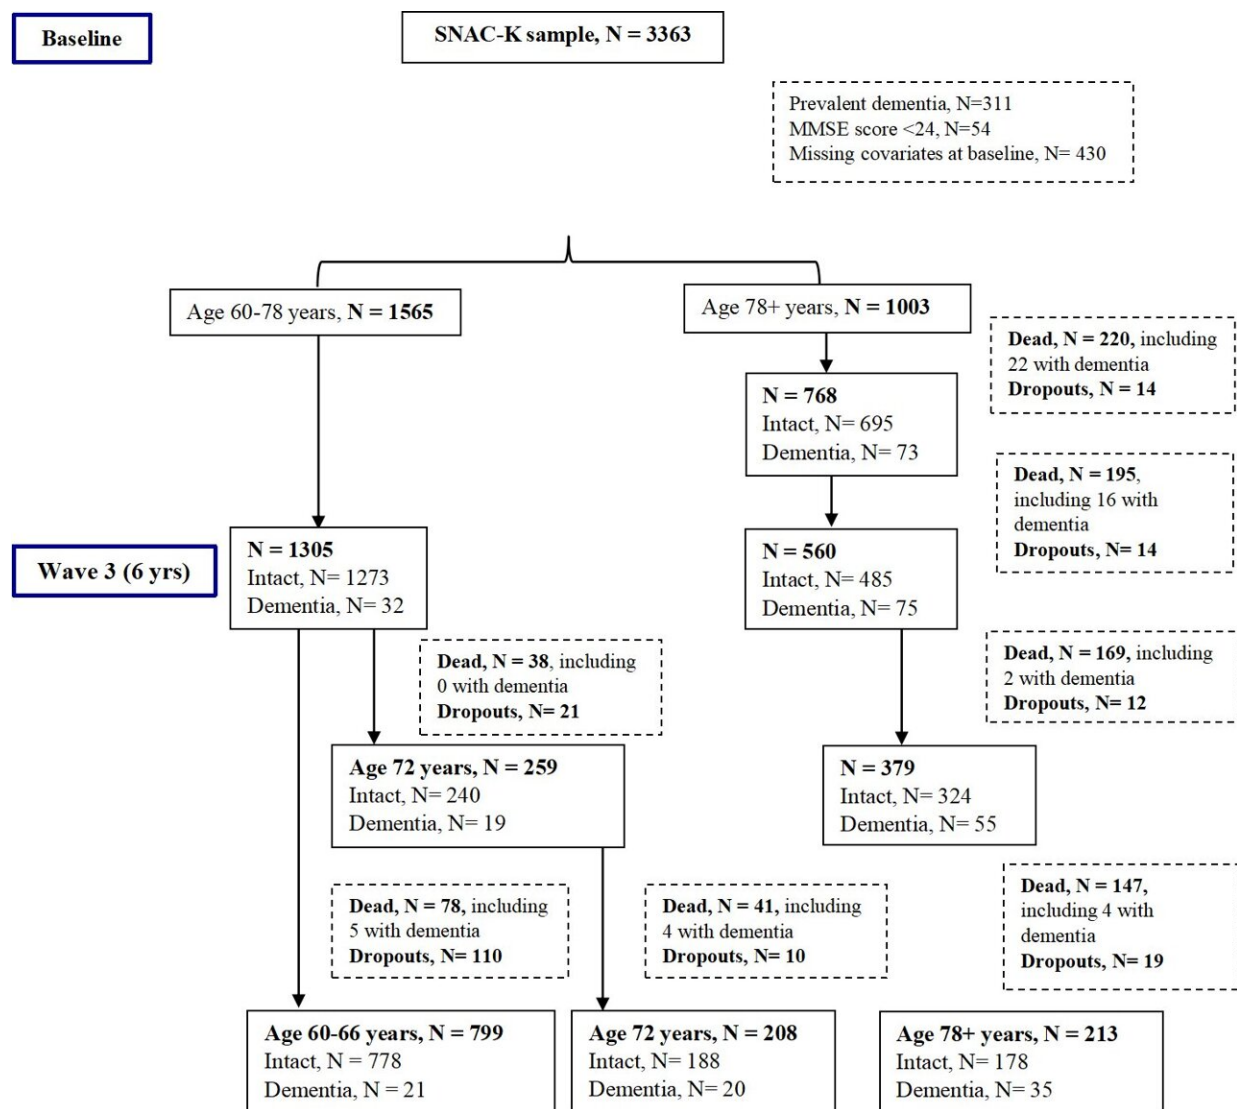 Baseline
SNAC-K sample, N = 3363
Prevalent dementia, N=311
MMSE score <24, N=54
Missing covariates at baseline, N= 430
Age 60-78 years, N = 1565
Age 78+ years, N = 1003
Dead, N = 220, including
22 with dementia
Dropouts, N = 14
N = 768
Intact, N= 695
Dementia, N= 73
Dead, N = 195,
including 16 with
dementia
Dropouts, N= 14
Wave 3 (6 yrs)
N = 1305
Intact, N= 1273
Dementia, N= 32
N = 560
Intact, N= 485
Dementia, N= 75
Dead, N = 38, including
0 with dementia
Dropouts, N= 21
Dead, N = 169, including
2 with dementia
Dropouts, N= 12
Age 72 years, N = 259
Intact, N= 240
Dementia, N= 19
N = 379
Intact, N= 324
Dementia, N= 55
Dead, N = 78, including
5 with dementia
Dropouts, N= 110
Dead, N = 41, including
4 with dementia
Dropouts, N= 10
Dead, N = 147,
including 4 with
dementia
Dropouts, N= 19
Age 60-66 years, N = 799
Intact, N = 778
Dementia, N = 21
Age 72 years, N = 208
Intact, N= 188
Dementia, N= 20
Age 78+ years, N = 213
Intact, N= 178
Dementia, N= 35